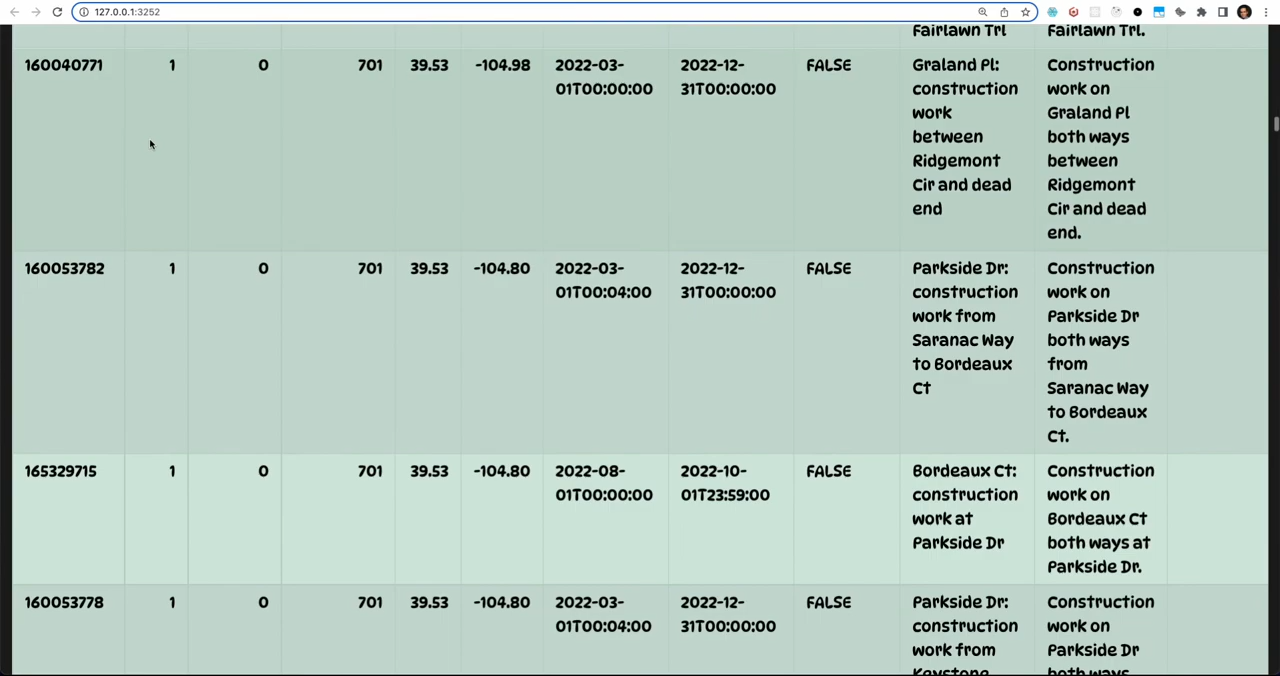 127.0.0.1:3252
Fairlawn Trl
Fairlawn Trl.
160040771 1 0 701 39.53 -104.98 2022-03- 2022-12- FALSE Graland Pl: Construction
01T00:00:00 31T00:00:00 construction work on
work Graland Pl
between both ways
Ridgemont between
Cir and dead Ridgemont
end Cir and dead
end.
160053782 1 0 701 39.53 -104.80 2022-03- 2022-12- FALSE Parkside Dr: Construction
01T00:04:00 31T00:00:00 construction work on
work from Parkside Dr
Saranac Way both ways
to Bordeaux from
Ct Saranac Way
to Bordeaux
Ct.
165329715 1 0 701 39.53 -104.80 2022-08- 2022-10- FALSE Bordeaux Ct: Construction
01T00:00:00 01T23:59:00 construction work on
work at Bordeaux Ct
Parkside Dr both ways at
Parkside Dr.
160053778 1 0 701 39.53 -104.80 2022-03- 2022-12- FALSE Parkside Dr: Construction
01T00:04:00 31T00:00:00 construction work on
work from Parkside Dr
Keystone both ways